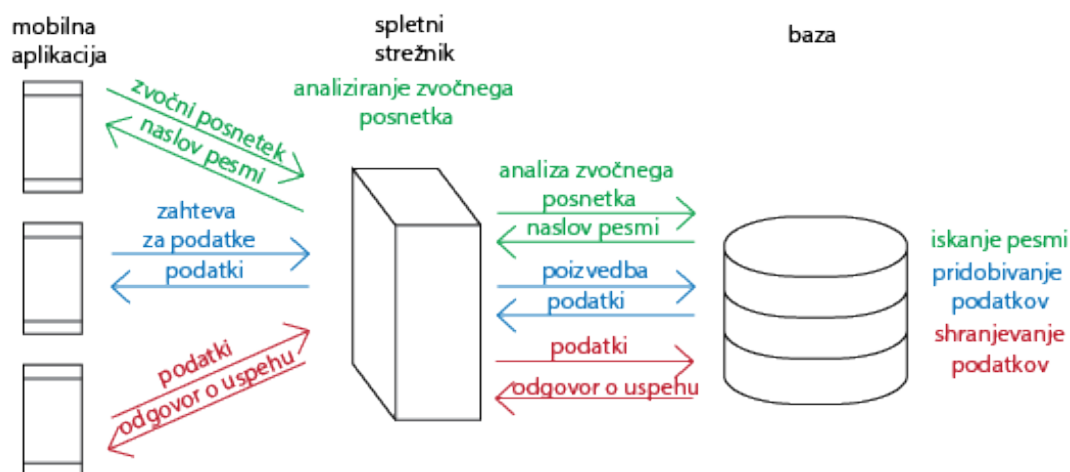 mobilna
aplikacija
spletni
strežnik
baza
analiziranje zvočnega
posnetka
zvočni posnetek
naslov pesmi
analiza zvočnega
posnetka
naslov pesmi
iskanje pesmi
zahteva
za podatke
podatki
poizvedba
podatki
pridobivanje
podatkov
podatki
odgovor o uspehu
podatki
odgovor o uspehu
shranjevanje
podatkov